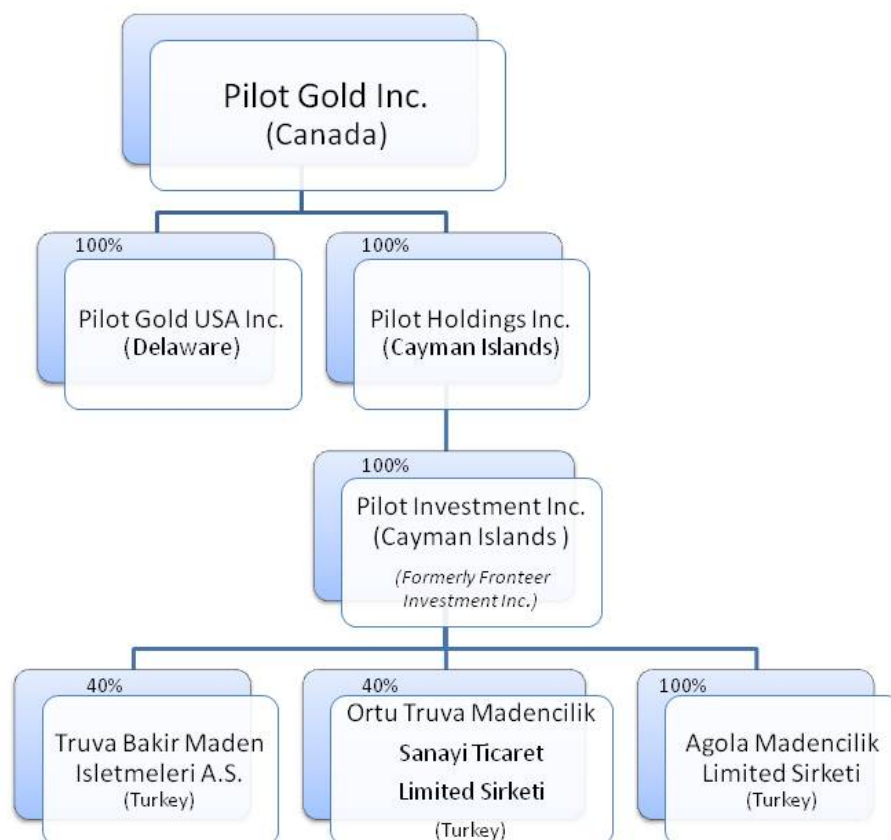 Pilot Gold Inc.
(Canada)
100%
Pilot Gold USA Inc.
(Delaware)
100%
Pilot Holdings Inc.
(Cayman Islands)
100%
Pilot Investment Inc.
(Cayman Islands )
(Formerly Fronteer
Investment Inc.)
40%
Truva Bakir Maden
Isletmeleri A.S.
(Turkey)
40%
Ortu Truva Madencilik
Sanayi Ticaret
Limited Sirketi
(Turkey)
100%
Agola Madencilik
Limited Sirketi
(Turkey)